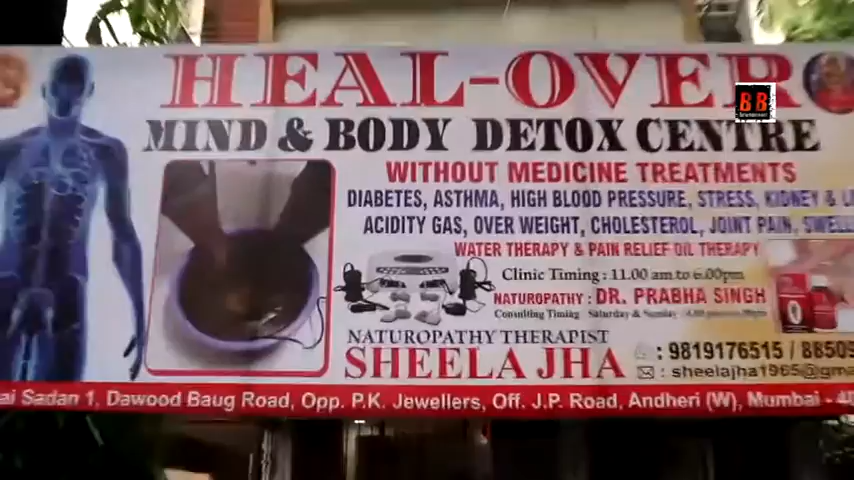 HEAL-OVER
BB
MIND & BODY DETOX CENTRE
WITHOUT MEDICINE TREATMENTS
DIABETES, ASTHMA, HIGH BLOOD PRESSURE, STRESS, KIDNEY &
ACIDITY GAS, OVER WEIGHT, CHOLESTEROL, JOINT PAIN,
WATER THERAPY & PAIN RELIEF OIL THERAPY
Clinic Timing : 11.00 am to 6.00pm
NATUROPATHY : DR. PRABHA SINGH
Consulting Timing : Saturday & Sunday
NATUROPATHY THERAPIST
SHEELA JHA
9819176615 /
sheelajha1965@gma
Sadan 1, Dawood Baug Road, Opp. P.K. Jewellers, Off. J.P. Road, Andheri (W), Mumbai -